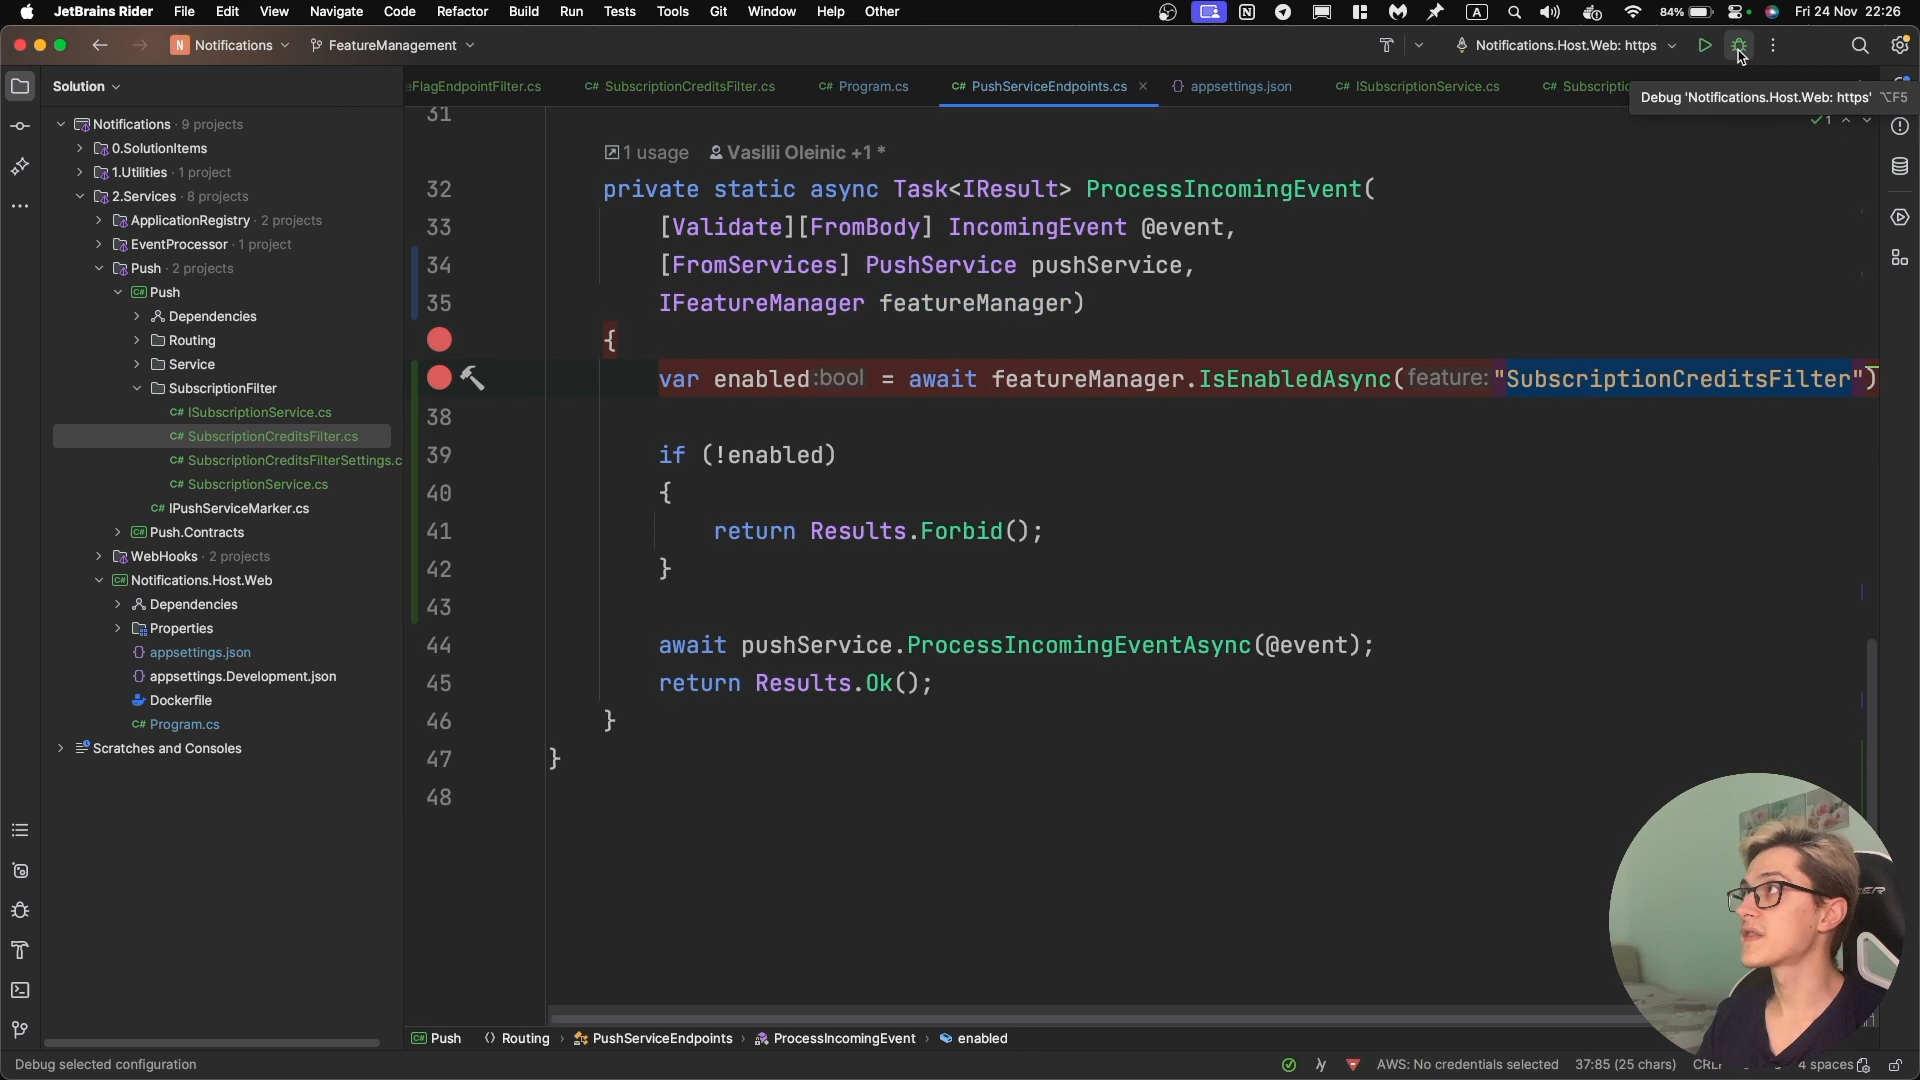 JetBrains Rider File Edit View Navigate Code Refactor Build Run Tests Tools Git Window Help Other
A 84% Fri 24 Nov 22:26
N Notifications FeatureManagement Notifications.Host.Web: https
Solution
FlagEndpointFilter.cs C# SubscriptionCreditsFilter.cs C# Program.cs C# PushServiceEndpoints.cs {} appsettings.json C# ISubscriptionService.cs C# Subscriptio
Debug 'Notifications.Host.Web: https' ⌥F5
1
Notifications · 9 projects
0.SolutionItems
1.Utilities · 1 project
2.Services · 8 projects
ApplicationRegistry · 2 projects
EventProcessor · 1 project
Push · 2 projects
C# Push
Dependencies
Routing
Service
SubscriptionFilter
C# ISubscriptionService.cs
C# SubscriptionCreditsFilter.cs
C# SubscriptionCreditsFilterSettings.c
C# SubscriptionService.cs
C# IPushServiceMarker.cs
C# Push.Contracts
WebHooks · 2 projects
C# Notifications.Host.Web
Dependencies
Properties
{} appsettings.json
{} appsettings.Development.json
Dockerfile
C# Program.cs
Scratches and Consoles
31
1 usage Vasilii Oleinic +1 *
32 private static async Task<IResult> ProcessIncomingEvent(
33 [Validate][FromBody] IncomingEvent @event,
34 [FromServices] PushService pushService,
35 IFeatureManager featureManager)
{
var enabled :bool = await featureManager.IsEnabledAsync( feature: "SubscriptionCreditsFilter")
38
39 if (!enabled)
40 {
41 return Results.Forbid();
42 }
43
44 await pushService.ProcessIncomingEventAsync(@event);
45 return Results.Ok();
46 }
47 }
48
C# Push Routing › PushServiceEndpoints › ProcessIncomingEvent › enabled
Debug selected configuration AWS: No credentials selected 37:85 (25 chars) CRLF 4 spaces